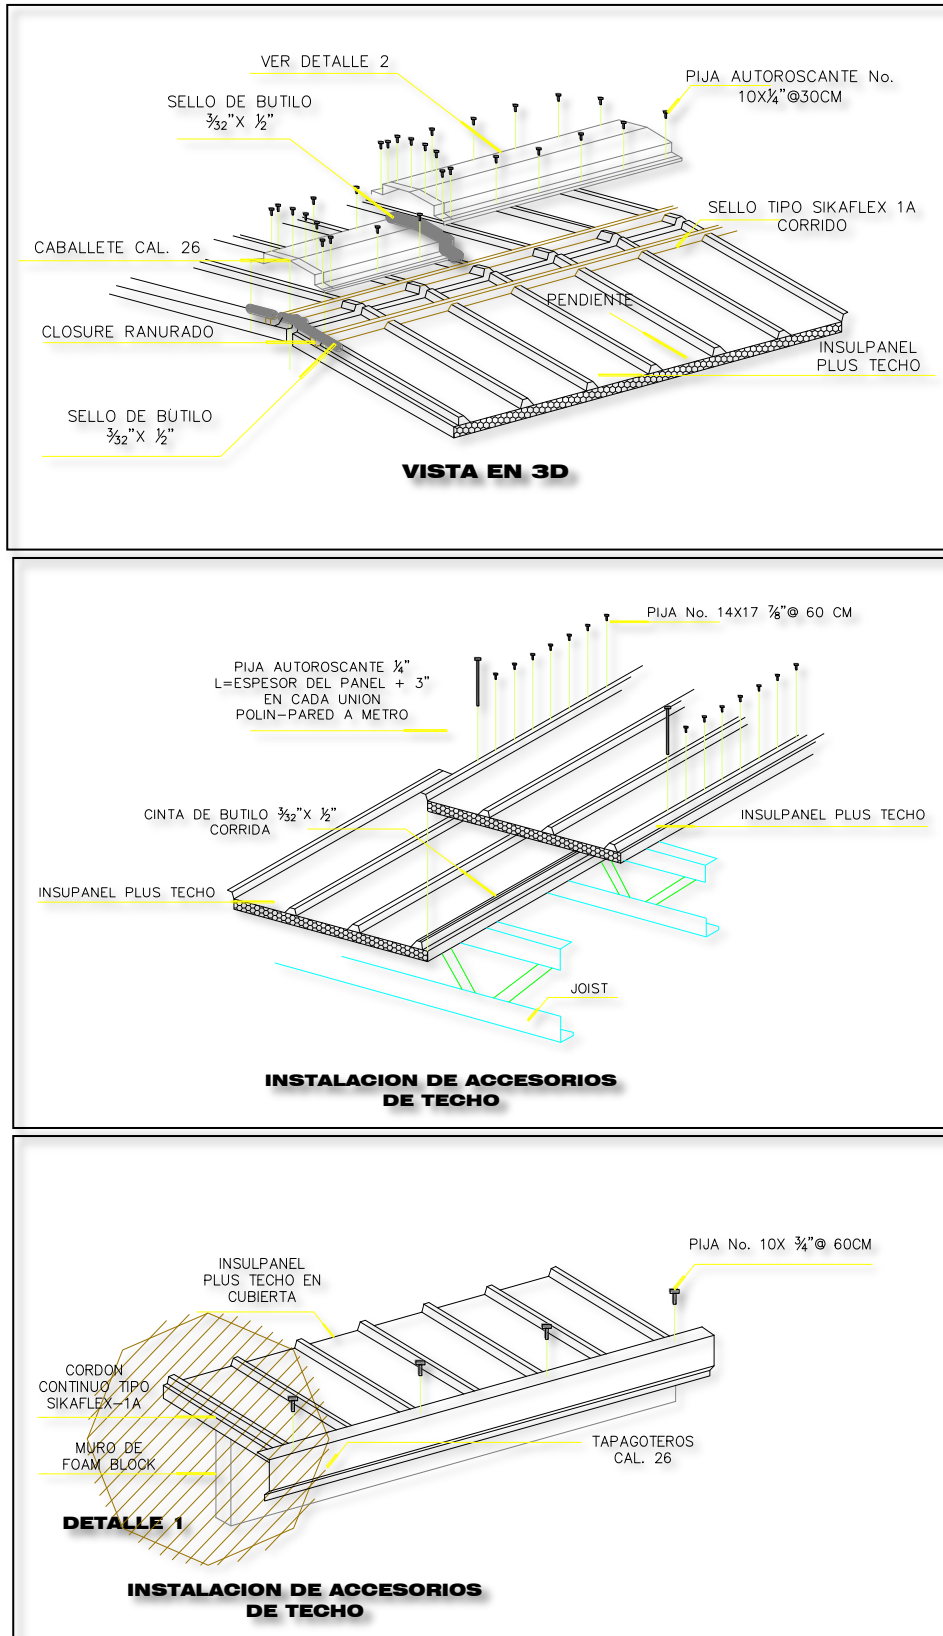 VER DETALLE 2
PIJA AUTOROSCANTE No.
10X¼"@30CM
SELLO DE BUTILO
3⁄32"X ½"
SELLO TIPO SIKAFLEX 1A
CORRIDO
CABALLETE CAL. 26
PENDIENTE
CLOSURE RANURADO
INSULPANEL
PLUS TECHO
SELLO DE BUTILO
3⁄32"X ½"
VISTA EN 3D
PIJA No. 14X17 ⅞"@ 60 CM
PIJA AUTOROSCANTE ¼"
L=ESPESOR DEL PANEL + 3"
EN CADA UNION
POLIN-PARED A METRO
CINTA DE BUTILO 3⁄32"X ½"
CORRIDA
INSULPANEL PLUS TECHO
INSUPANEL PLUS TECHO
JOIST
INSTALACION DE ACCESORIOS
DE TECHO
PIJA No. 10X ¾"@ 60CM
INSULPANEL
PLUS TECHO EN
CUBIERTA
CORDON
CONTINUO TIPO
SIKAFLEX-1A
MURO DE
FOAM BLOCK
TAPAGOTEROS
CAL. 26
DETALLE 1
INSTALACION DE ACCESORIOS
DE TECHO